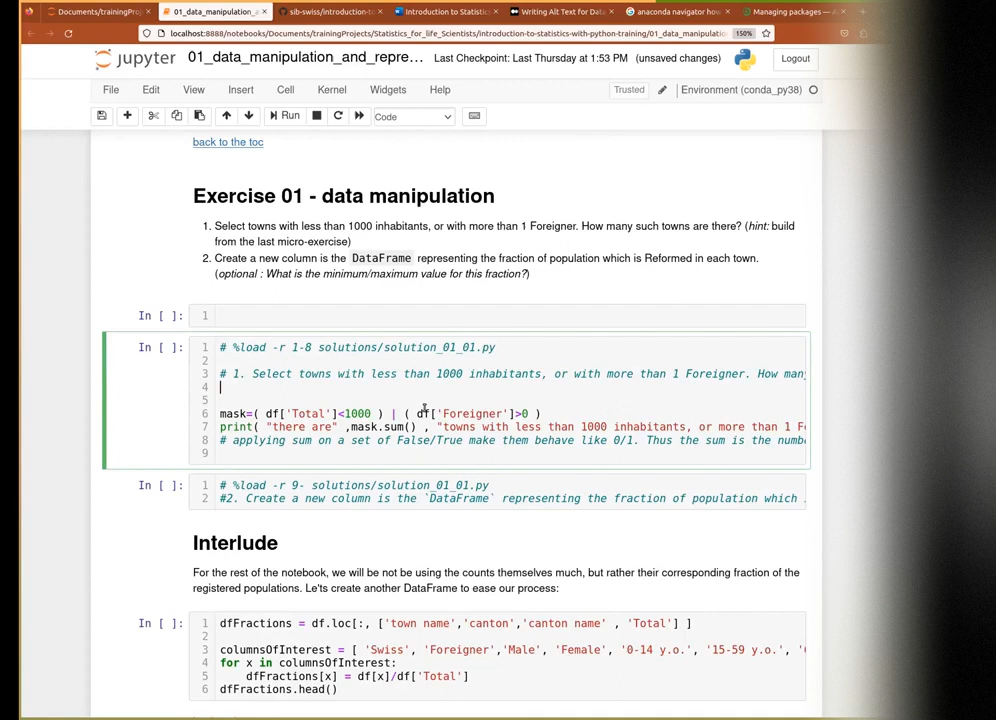 Documents/trainingProj
01_data_manipulation_a
sib-swiss/introduction-to
Introduction to Statistic
Writing Alt Text for Data
anaconda navigator how
Managing packages — A
localhost:8888/notebooks/Documents/trainingProjects/Statistics_for_life_Scientists/introduction-to-statistics-with-python-training/01_data_manipulatio
150%
jupyter 01_data_manipulation_and_repre... Last Checkpoint: Last Thursday at 1:53 PM (unsaved changes) Logout
File Edit View Insert Cell Kernel Widgets Help Trusted Environment (conda_py38)
Run Code
back to the toc
Exercise 01 - data manipulation
1. Select towns with less than 1000 inhabitants, or with more than 1 Foreigner. How many such towns are there? (hint: build
from the last micro-exercise)
2. Create a new column is the DataFrame representing the fraction of population which is Reformed in each town.
(optional : What is the minimum/maximum value for this fraction?)
In [ ]: 1
In [ ]: 1 # %load -r 1-8 solutions/solution_01_01.py
2
3 # 1. Select towns with less than 1000 inhabitants, or with more than 1 Foreigner. How many
4
5
6 mask=( df['Total']<1000 ) | ( df['Foreigner']>0 )
7 print( "there are" ,mask.sum() , "towns with less than 1000 inhabitants, or more than 1 Fo
8 # applying sum on a set of False/True make them behave like 0/1. Thus the sum is the numbe
9
In [ ]: 1 # %load -r 9- solutions/solution_01_01.py
2 #2. Create a new column is the `DataFrame` representing the fraction of population which
Interlude
For the rest of the notebook, we will be not be using the counts themselves much, but rather their corresponding fraction of the
registered populations. Le'ts create another DataFrame to ease our process:
In [ ]: 1 dfFractions = df.loc[:, ['town name','canton','canton name' , 'Total'] ]
2
3 columnsOfInterest = [ 'Swiss', 'Foreigner','Male', 'Female', '0-14 y.o.', '15-59 y.o.',
4 for x in columnsOfInterest:
5 dfFractions[x] = df[x]/df['Total']
6 dfFractions.head()